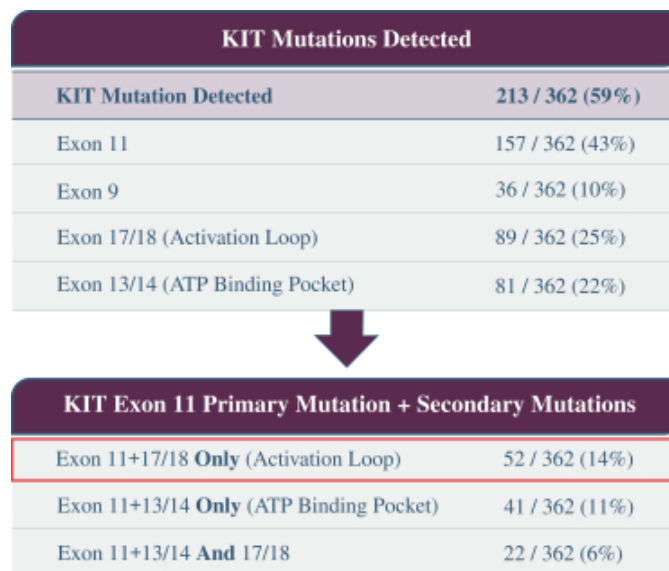 KIT Mutations Detected
KIT Mutation Detected 213 / 362 (59%)
Exon 11 157 / 362 (43%)
Exon 9 36 / 362 (10%)
Exon 17/18 (Activation Loop) 89 / 362 (25%)
Exon 13/14 (ATP Binding Pocket) 81 / 362 (22%)
KIT Exon 11 Primary Mutation + Secondary Mutations
Exon 11+17/18 Only (Activation Loop) 52 / 362 (14%)
Exon 11+13/14 Only (ATP Binding Pocket) 41 / 362 (11%)
Exon 11+13/14 And 17/18 22 / 362 (6%)